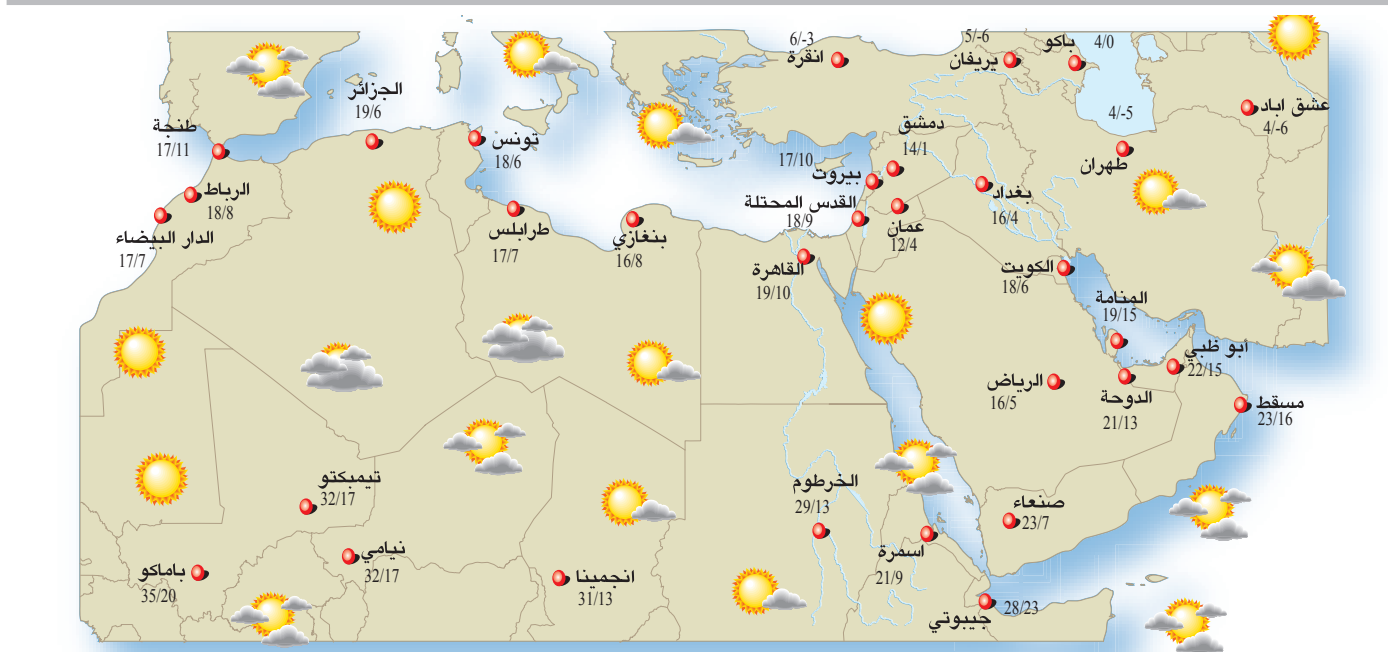 6/-3
انقرة
5/-6
يريفان
باكو
4/0
عشق اباد
4/-6
4/-5
طهران
الجزائر
19/6
طنجة
17/11
تونس
18/6
دمشق
14/1
17/10
بيروت
بغداد
16/4
الرباط
18/8
الدار البيضاء
17/7
طرابلس
17/7
بنغازي
16/8
القدس المحتلة
18/9
عمان
12/4
القاهرة
19/10
الكويت
18/6
المنامة
19/15
أبو ظبي
22/15
الرياض
16/5
الدوحة
21/13
مسقط
23/16
تيمبكتو
32/17
الخرطوم
29/13
صنعاء
23/7
نيامي
32/17
باماكو
35/20
انجمينا
31/13
اسمرة
21/9
28/23
جيبوتي